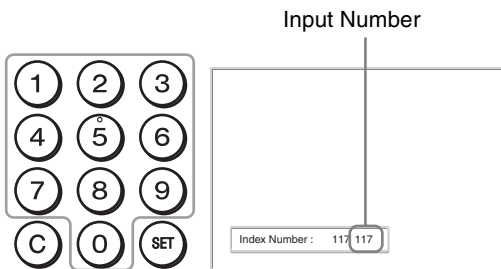 Input Number
1 2 3
4 5 6
7 8 9
C 0 SET
Index Number : 117 117